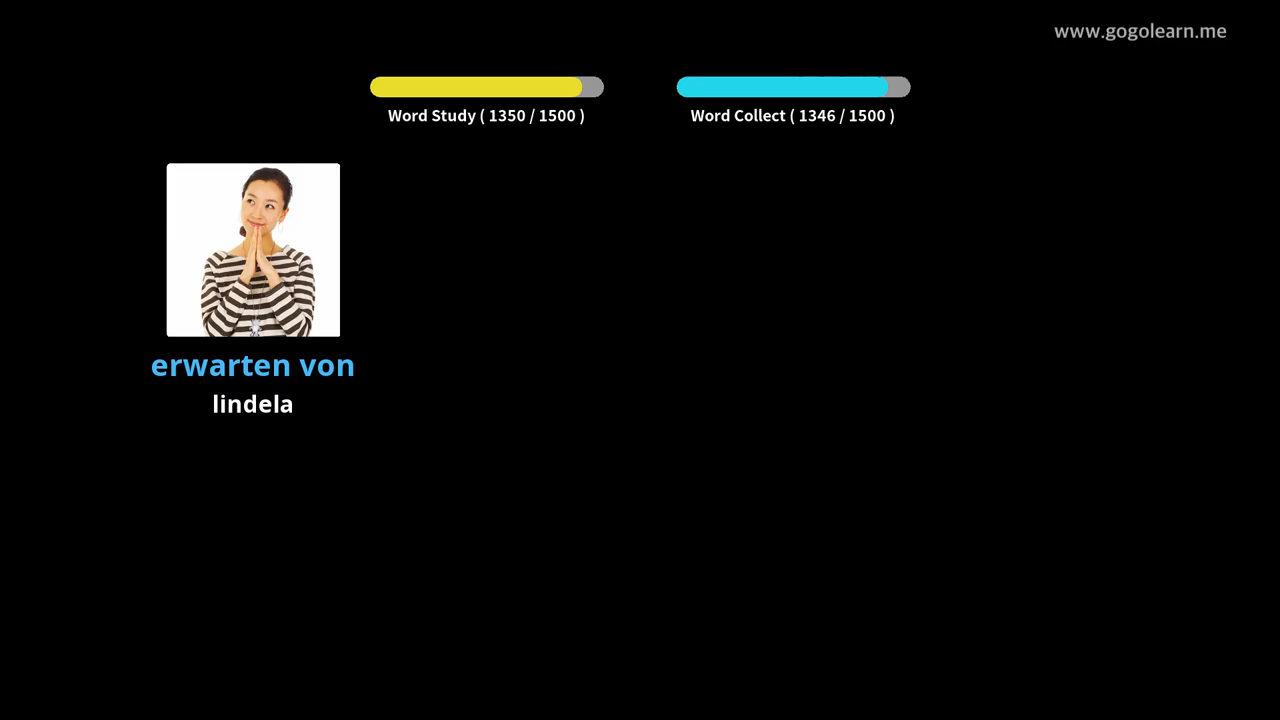 www.gogolearn.me
Word Study ( 1350 / 1500 )
Word Collect ( 1346 / 1500 )
erwarten von
lindela